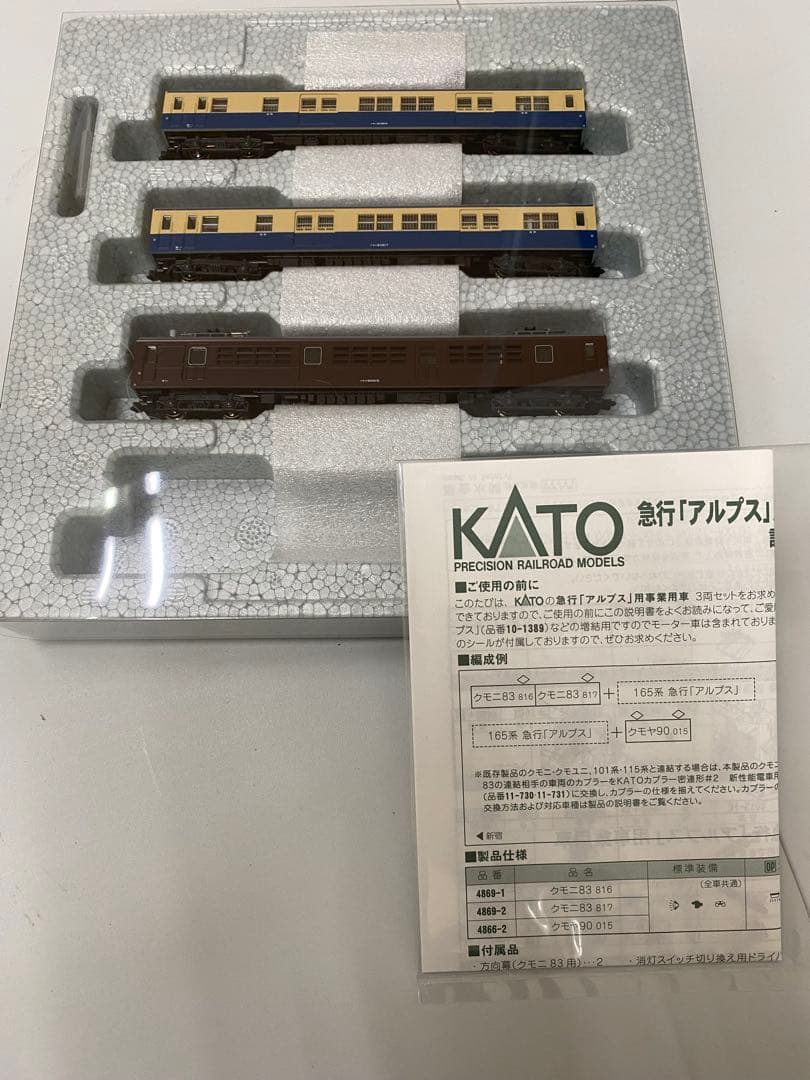 KATO
PRECISION RAILROAD MODELS
急行「アルプス」
■ご使用の前に
このたびは、KATOの急行「アルプス」用事業用車 3両セットをお求め
できておりますので、ご使用の前にこの説明書をよくお読みになって、ご愛
プス」(品番10-1389)などの増結用ですのでモーター車は含まれておりま
のシールが付属しておりますので、ぜひお求めください。
■編成例
クモニ83 816 クモニ83 817 + 165系 急行「アルプス」
165系 急行「アルプス」 + クモヤ90 015
※既存製品のクモニ・クモユニ、101系・115系と連結する場合は、本製品のクモニ
83の連結相手の車両のカプラーをKATOカプラー密連形#2 新性能電車用
(品番11-730・11-731)に交換し、カプラーの仕様を揃えてください。カプラーの
交換方法および対応車種は製品の説明書をご覧ください。
◀新宿
■製品仕様
品番 品名 標準装備 OP
(全車共通)
4869-1 クモニ83 816
4869-2 クモニ83 817
4866-2 クモヤ90 015
■付属品
・方向幕(クモニ83用)…2 ・消灯スイッチ切り換え用ドライバ